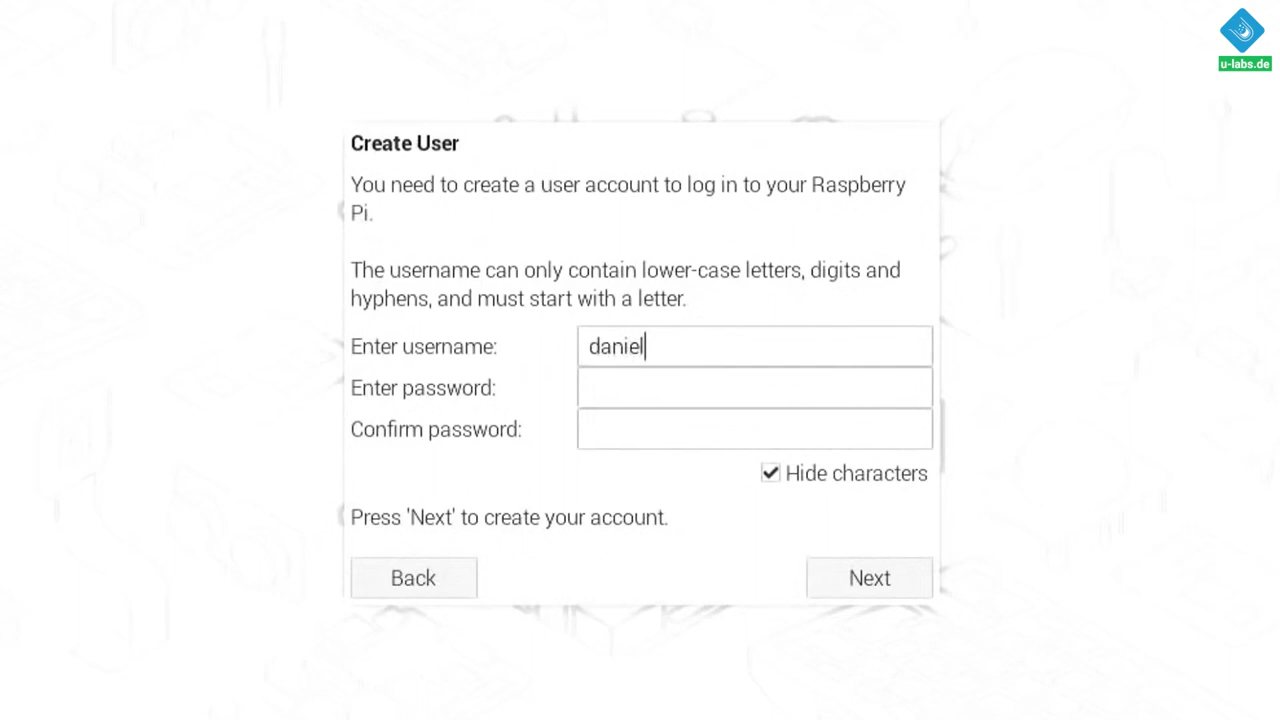 u-labs.de
Create User
You need to create a user account to log in to your Raspberry
Pi.
The username can only contain lower-case letters, digits and
hyphens, and must start with a letter.
Enter username: daniel
Enter password:
Confirm password:
Hide characters
Press 'Next' to create your account.
Back Next